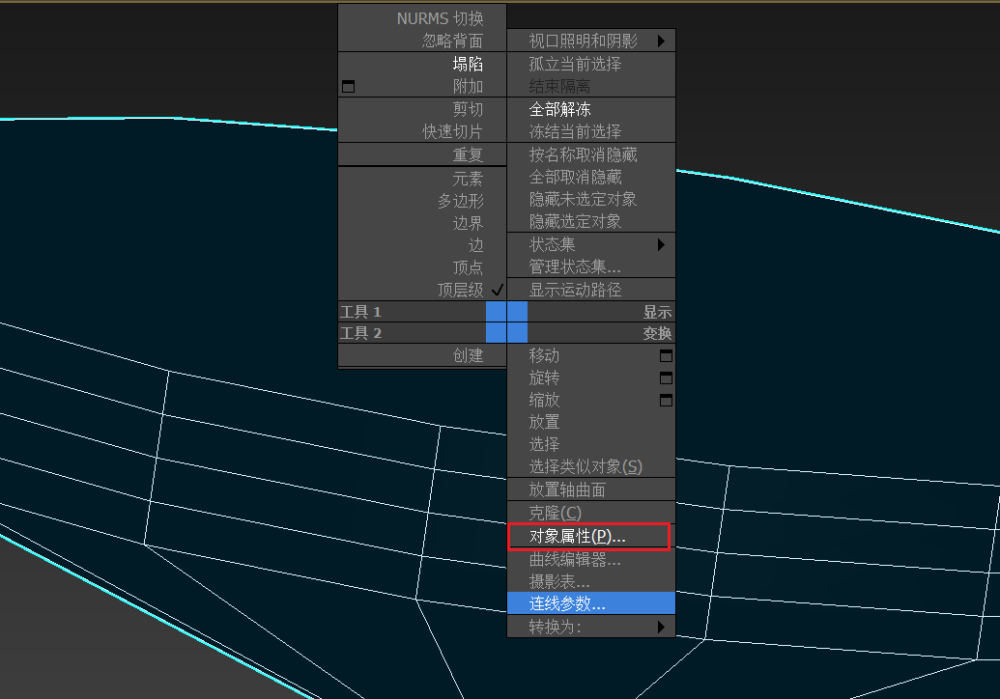 NURMS 切换
忽略背面
塌陷
附加
剪切
快速切片
重复
元素
多边形
边界
边
顶点
顶层级
工具 1
工具 2
创建
视口照明和阴影
孤立当前选择
结束隔离
全部解冻
冻结当前选择
按名称取消隐藏
全部取消隐藏
隐藏未选定对象
隐藏选定对象
状态集
管理状态集...
显示运动路径
显示
变换
移动
旋转
缩放
放置
选择
选择类似对象(S)
放置轴曲面
克隆(C)
对象属性(P)...
曲线编辑器...
摄影表...
连线参数...
转换为: